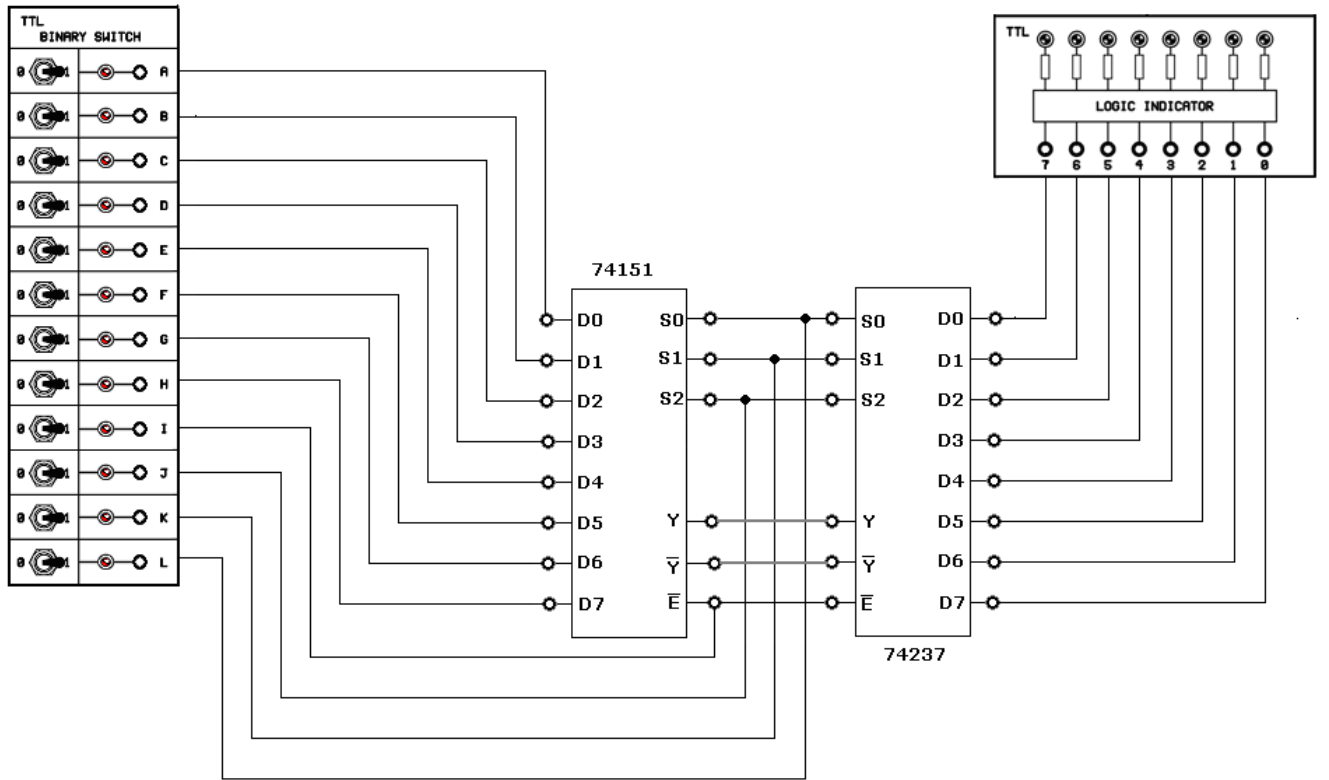 TTL
BINARY SWITCH
0 1 A
0 1 B
0 1 C
0 1 D
0 1 E
0 1 F
0 1 G
0 1 H
0 1 I
0 1 J
0 1 K
0 1 L
TTL
LOGIC INDICATOR
7 6 5 4 3 2 1 0
74151
D0 S0
D1 S1
D2 S2
D3
D4
D5 Y
D6 Y̅
D7 E̅
S0 D0
S1 D1
S2 D2
D3
D4
Y D5
Y̅ D6
E̅ D7
74237